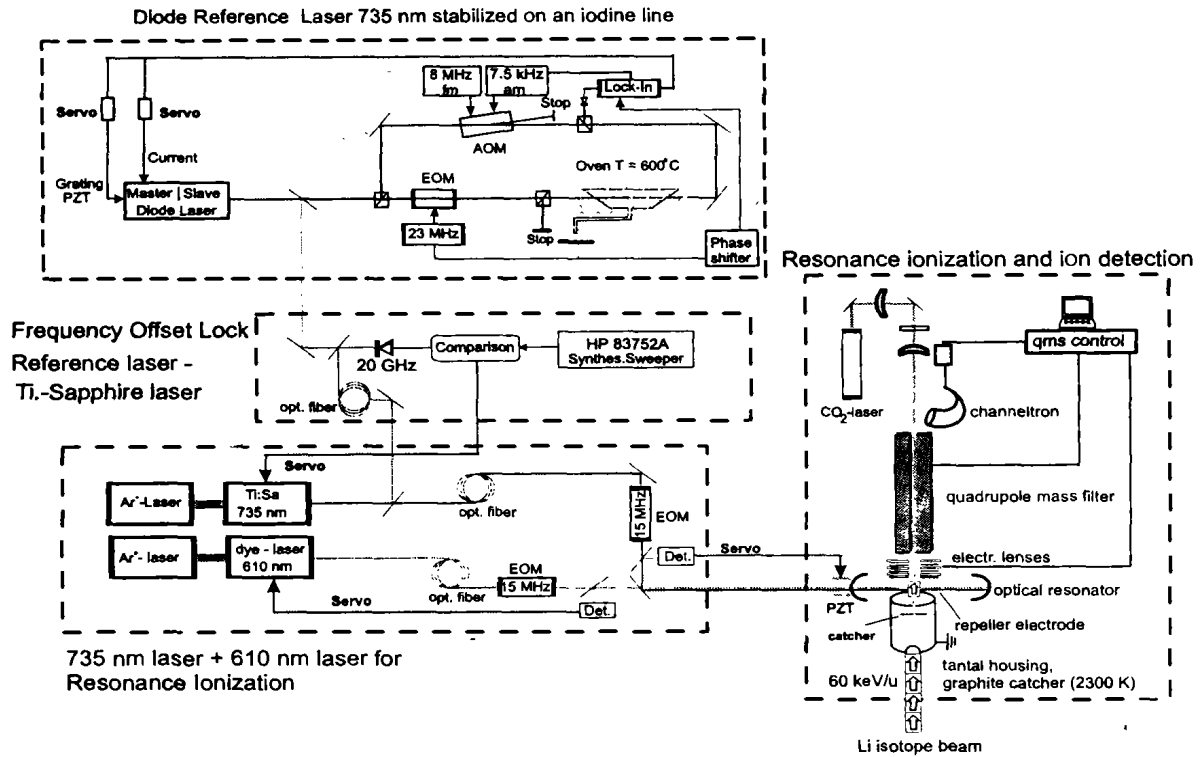 Diode Reference Laser 735 nm stabilized on an iodine line
8 MHz
fm
7.5 kHz
am
Lock-In
Servo
Servo
Stop
AOM
Current
Oven T = 600°C
Grating
PZT
EOM
Master | Slave
Diode Laser
23 MHz
Stop
Phase
shifter
Resonance ionization and ion detection
Frequency Offset Lock
Reference laser -
Ti.-Sapphire laser
20 GHz
Comparison
HP 83752A
Synthes.Sweeper
opt. fiber
qms control
CO2-laser
channeltron
Servo
Ar+-Laser
Ti:Sa
735 nm
opt. fiber
15 MHz
EOM
quadrupole mass filter
Ar+- laser
dye - laser
610 nm
opt. fiber
EOM
15 MHz
Det.
Servo
electr. lenses
optical resonator
Servo
Det.
PZT
catcher
repeller electrode
735 nm laser + 610 nm laser for
Resonance Ionization
60 keV/u
tantal housing,
graphite catcher (2300 K)
Li isotope beam